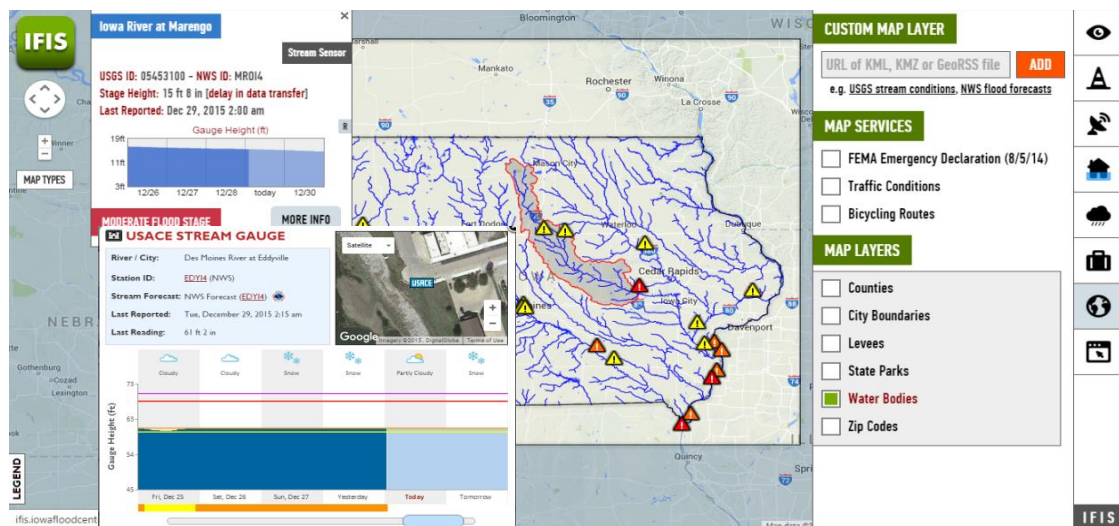 IFIS
MAP TYPES
LEGEND
ifis.iowafloodcent
Iowa River at Marengo
Stream Sensor
USGS ID: 05453100 - NWS ID: MROI4
Stage Height: 15 ft 8 in [delay in data transfer]
Last Reported: Dec 29, 2015 2:00 am
Gauge Height (ft)
19ft
11ft
3ft
12/26 12/27 12/28 today 12/30
MODERATE FLOOD STAGE
MORE INFO
USACE STREAM GAUGE
River / City: Des Moines River at Eddyville
Station ID: EDYI4 (NWS)
Stream Forecast: NWS Forecast (EDYI4)
Last Reported: Tue, December 29, 2015 2:15 am
Last Reading: 61 ft 2 in
Satellite
USACE
Google
Imagery ©2015, DigitalGlobe
Terms of Use
Cloudy Cloudy Snow Snow Partly Cloudy Snow
Gauge Height (ft)
73
65
54
45
Fri, Dec 25 Sat, Dec 26 Sun, Dec 27 Yesterday Today Tomorrow
Bloomington
Mankato
Rochester
Winona
La Crosse
Mason City
Waterloo
Dubuque
Cedar Rapids
Iowa City
Davenport
Quincy
NEBR
Gothenburg
Cozad
Lexington
WISC
CUSTOM MAP LAYER
URL of KML, KMZ or GeoRSS file
ADD
e.g. USGS stream conditions, NWS flood forecasts
MAP SERVICES
FEMA Emergency Declaration (8/5/14)
Traffic Conditions
Bicycling Routes
MAP LAYERS
Counties
City Boundaries
Levees
State Parks
Water Bodies
Zip Codes
IFIS